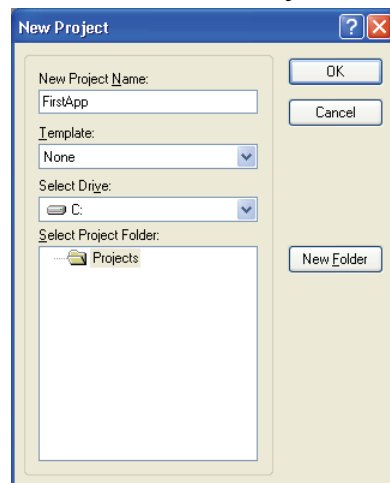 New Project
New Project Name:
OK
FirstApp
Cancel
Template:
None
Select Drive:
C:
Select Project Folder:
Projects
New Folder